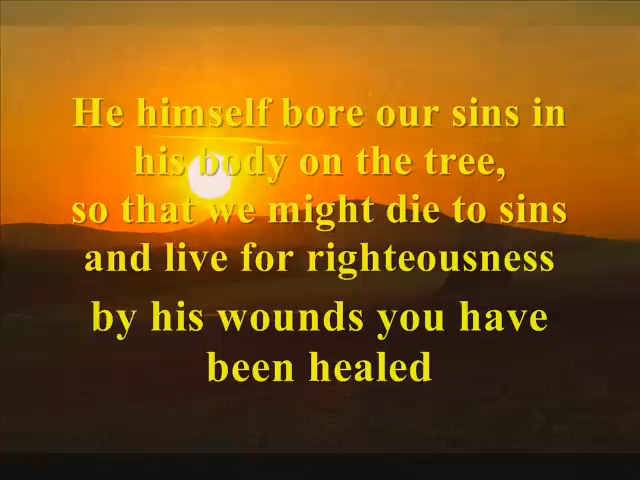 He himself bore our sins in
his body on the tree,
so that we might die to sins
and live for righteousness
by his wounds you have
been healed